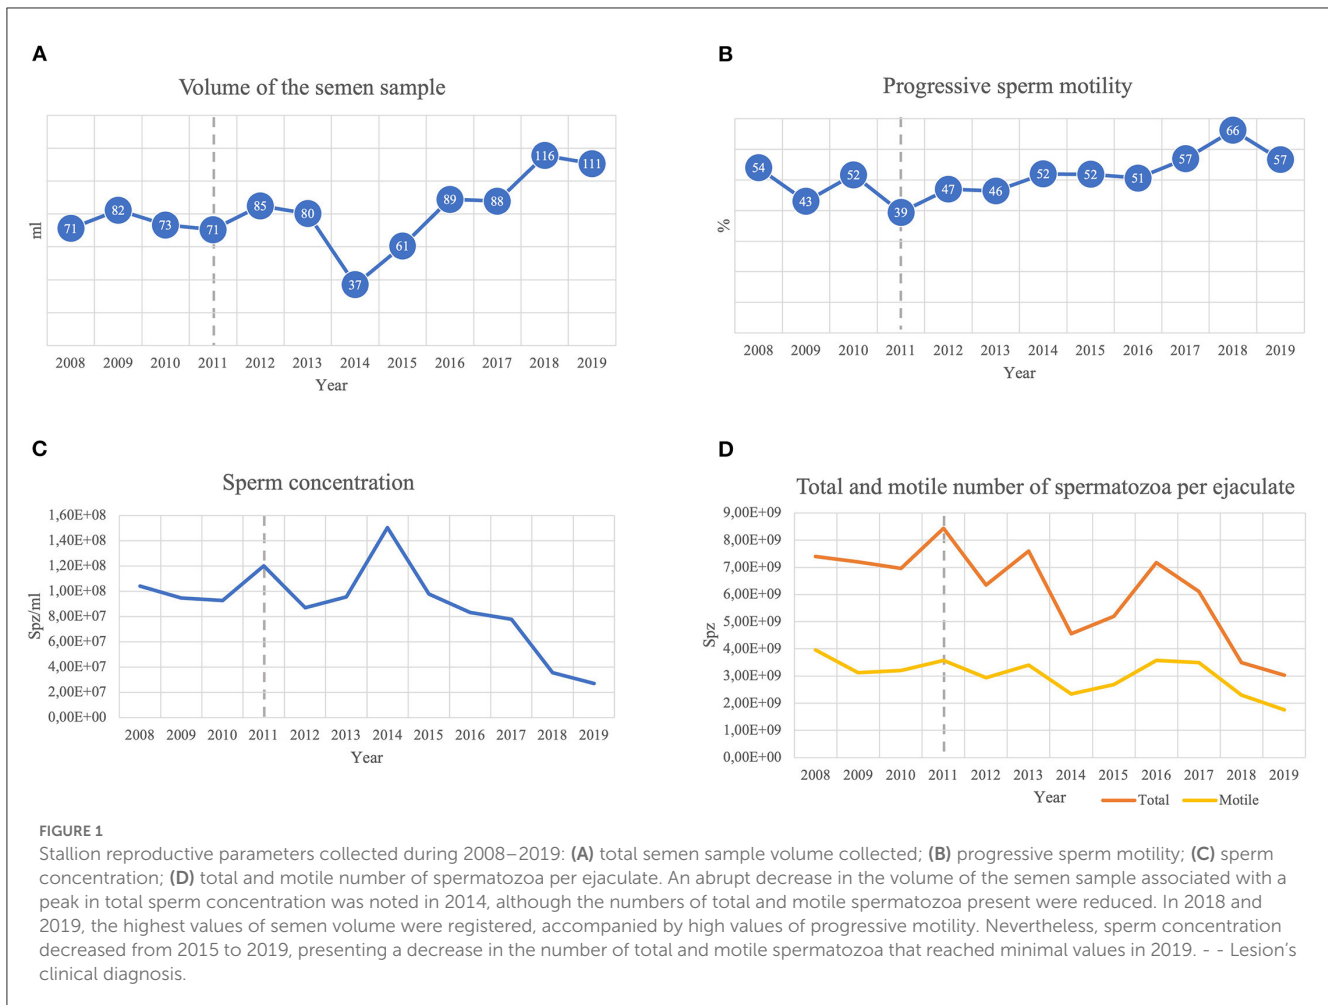 A
Volume of the semen sample
ml
71
82
73
71
85
80
37
61
89
88
116
111
2008 2009 2010 2011 2012 2013 2014 2015 2016 2017 2018 2019
Year
B
Progressive sperm motility
%
54
43
52
39
47
46
52
52
51
57
66
57
2008 2009 2010 2011 2012 2013 2014 2015 2016 2017 2018 2019
Year
C
Sperm concentration
Spz/ml
1,60E+08
1,40E+08
1,20E+08
1,00E+08
8,00E+07
6,00E+07
4,00E+07
2,00E+07
0,00E+00
2008 2009 2010 2011 2012 2013 2014 2015 2016 2017 2018 2019
Year
D
Total and motile number of spermatozoa per ejaculate
Spz
9,00E+09
8,00E+09
7,00E+09
6,00E+09
5,00E+09
4,00E+09
3,00E+09
2,00E+09
1,00E+09
0,00E+00
2008 2009 2010 2011 2012 2013 2014 2015 2016 2017 2018 2019
Year
Total Motile
FIGURE 1
Stallion reproductive parameters collected during 2008–2019: (A) total semen sample volume collected; (B) progressive sperm motility; (C) sperm
concentration; (D) total and motile number of spermatozoa per ejaculate. An abrupt decrease in the volume of the semen sample associated with a
peak in total sperm concentration was noted in 2014, although the numbers of total and motile spermatozoa present were reduced. In 2018 and
2019, the highest values of semen volume were registered, accompanied by high values of progressive motility. Nevertheless, sperm concentration
decreased from 2015 to 2019, presenting a decrease in the number of total and motile spermatozoa that reached minimal values in 2019. - - Lesion’s
clinical diagnosis.